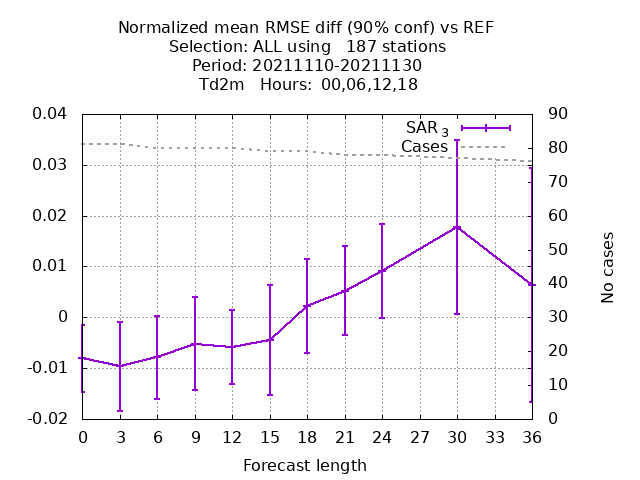 Normalized mean RMSE diff (90% conf) vs REF
Selection: ALL using   187 stations
Period: 20211110-20211130
Td2m   Hours:  00,06,12,18
SAR 3
Cases
0.04
0.03
0.02
0.01
0
-0.01
-0.02
90
80
70
60
50
40
30
20
10
0
No cases
0 3 6 9 12 15 18 21 24 27 30 33 36
Forecast length